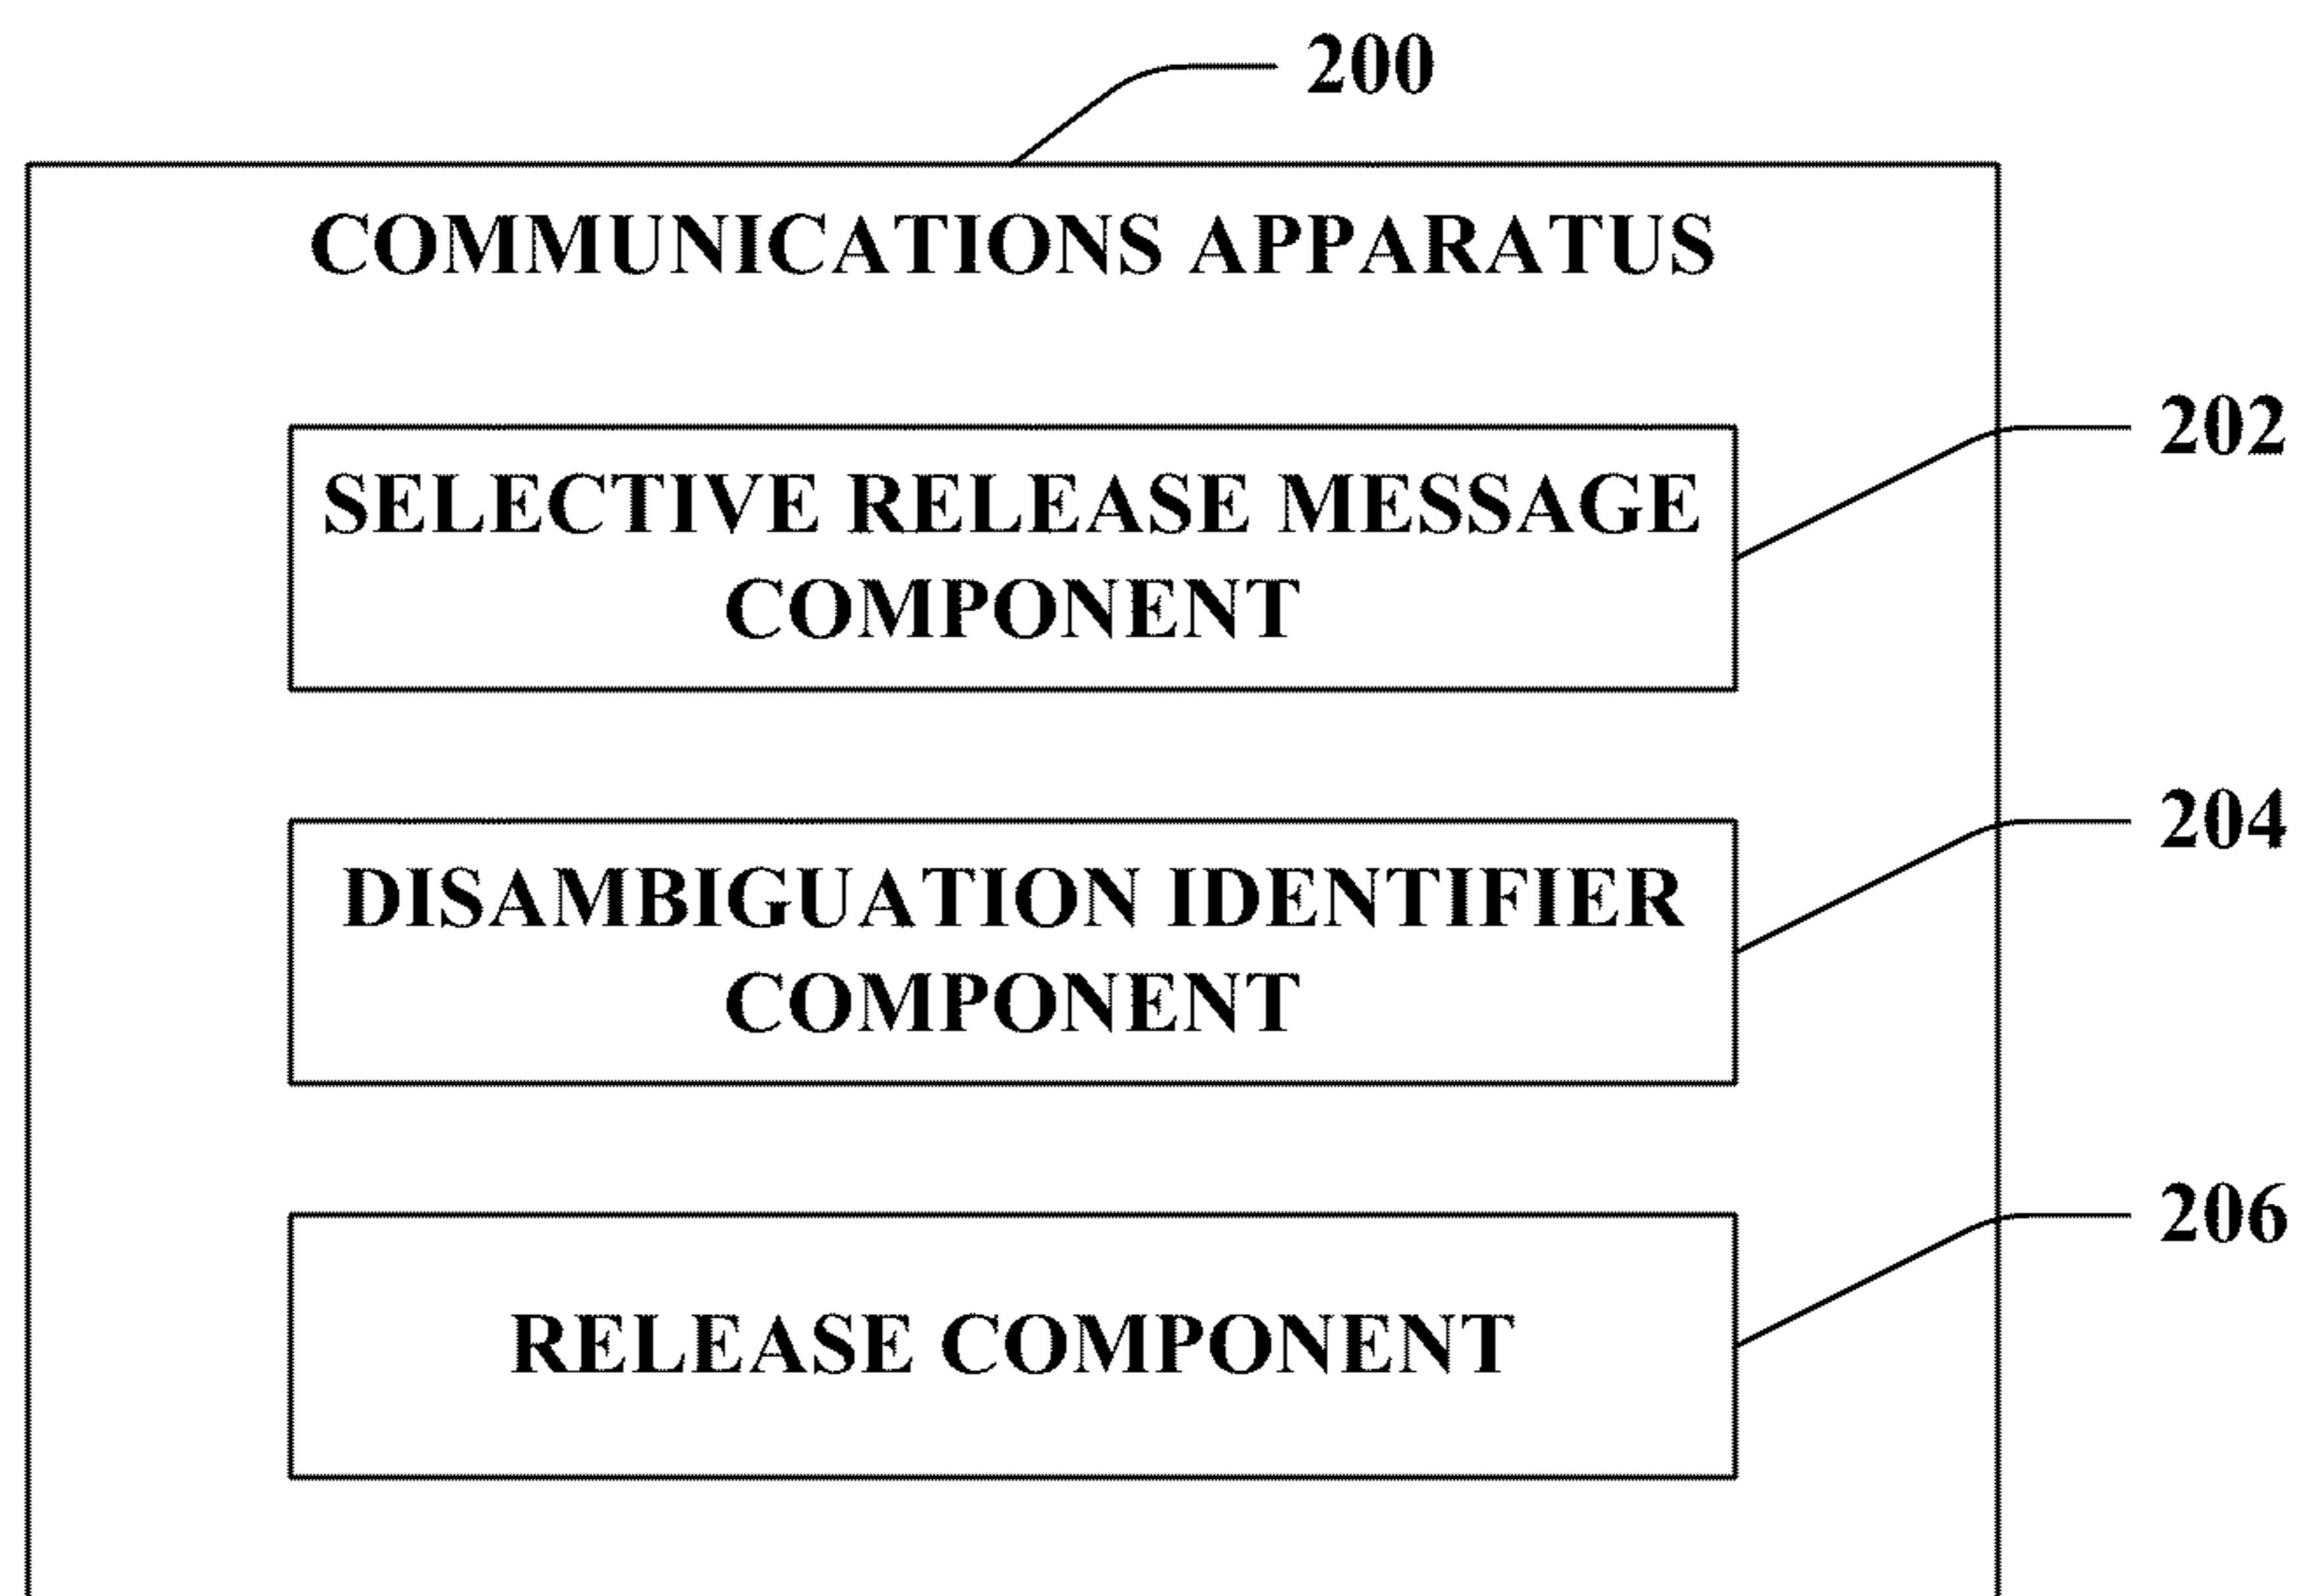 200
COMMUNICATIONS APPARATUS
202
SELECTIVE RELEASE MESSAGE
COMPONENT
204
DISAMBIGUATION IDENTIFIER
COMPONENT
206
RELEASE COMPONENT